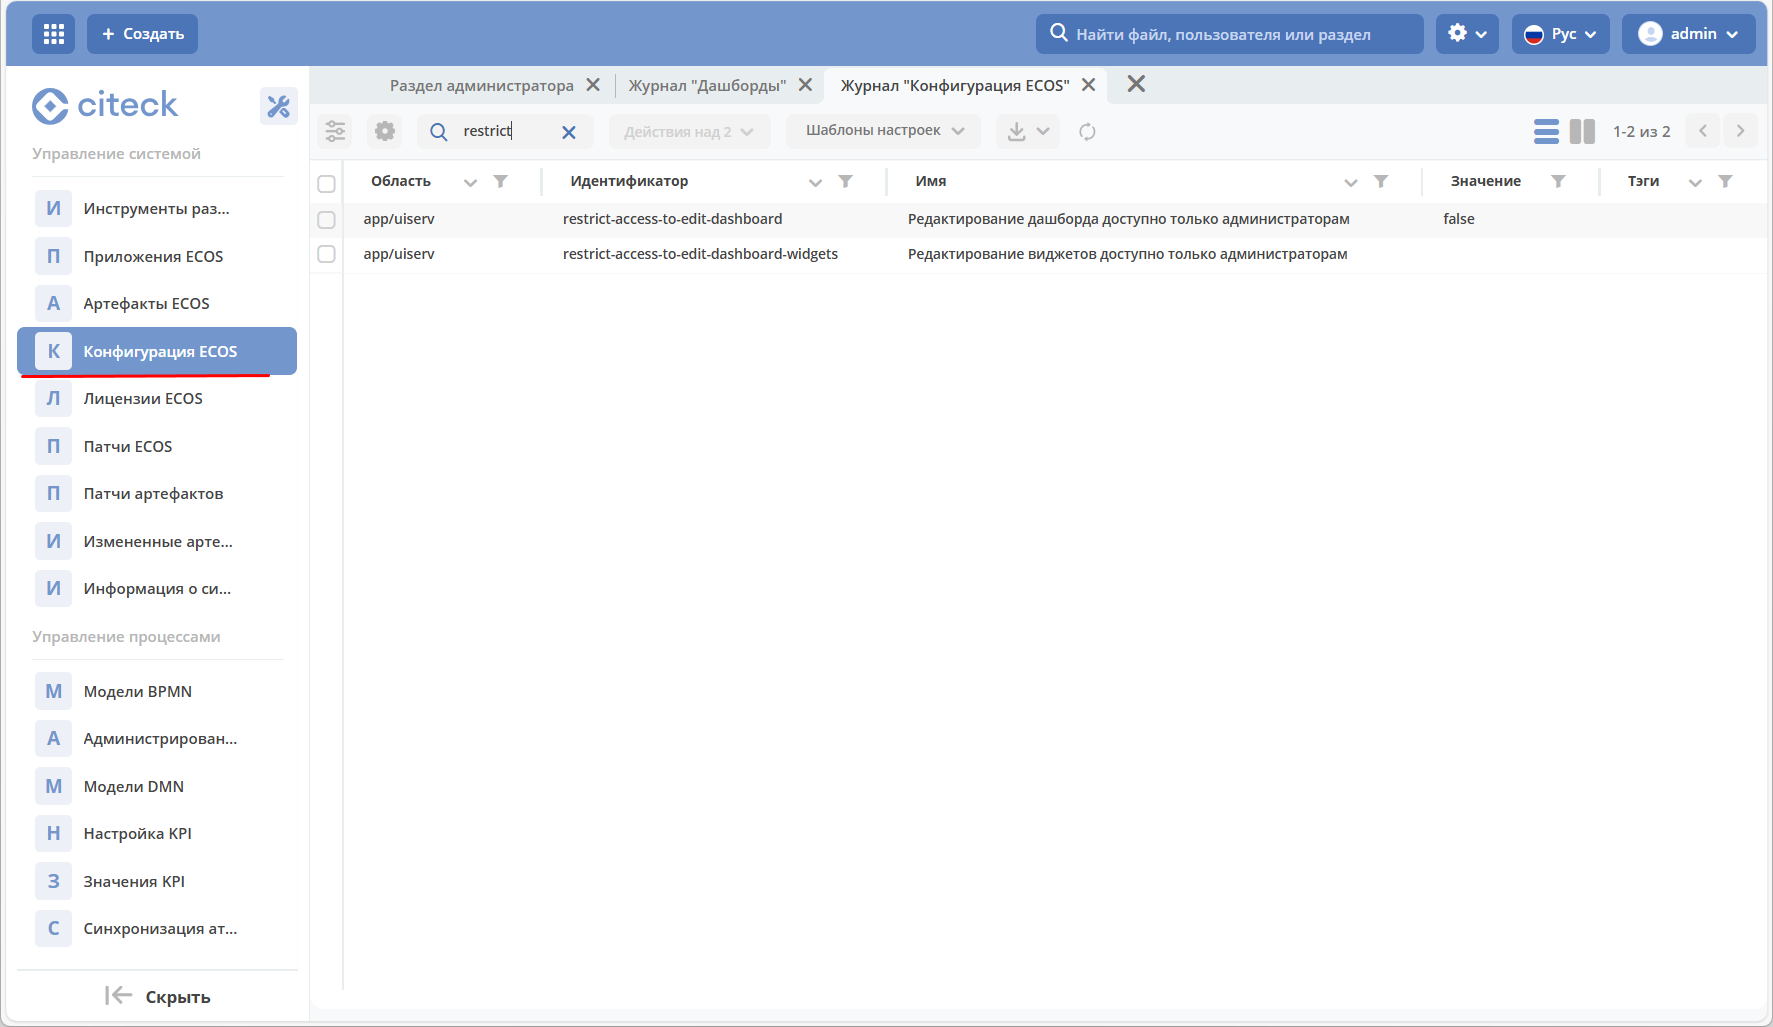 + Создать
Найти файл, пользователя или раздел
Рус
admin
citeck
Управление системой
И Инструменты раз...
П Приложения ECOS
А Артефакты ECOS
К Конфигурация ECOS
Л Лицензии ECOS
П Патчи ECOS
П Патчи артефактов
И Измененные арте...
И Информация о си...
Управление процессами
М Модели BPMN
А Администрирован...
М Модели DMN
Н Настройка KPI
З Значения KPI
С Синхронизация ат...
Скрыть
Раздел администратора
Журнал "Дашборды"
Журнал "Конфигурация ECOS"
restrict
Действия над 2
Шаблоны настроек
1-2 из 2
Область Идентификатор Имя Значение Тэги
app/uiserv restrict-access-to-edit-dashboard Редактирование дашборда доступно только администраторам false
app/uiserv restrict-access-to-edit-dashboard-widgets Редактирование виджетов доступно только администраторам